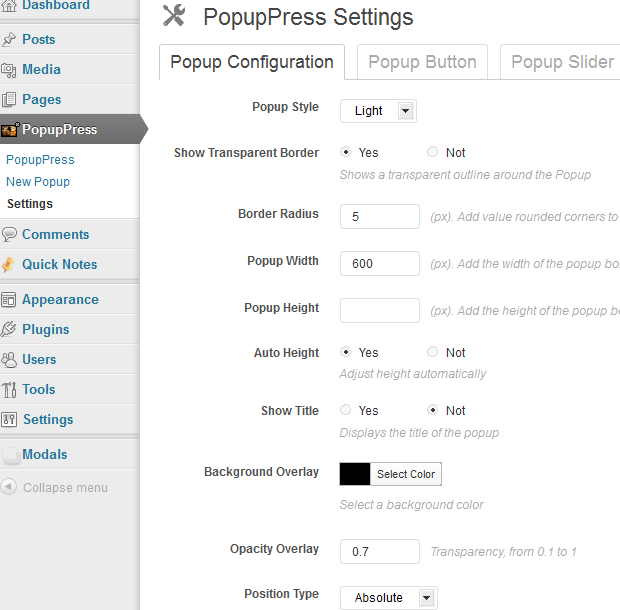 Dashboard
Posts
Media
Pages
PopupPress
PopupPress
New Popup
Settings
Comments
Quick Notes
Appearance
Plugins
Users
Tools
Settings
Modals
Collapse menu
PopupPress Settings
Popup Configuration Popup Button Popup Slider
Popup Style Light
Show Transparent Border Yes Not
Shows a transparent outline around the Popup
Border Radius 5 (px). Add value rounded corners to
Popup Width 600 (px). Add the width of the popup
Popup Height (px). Add the height of the popup
Auto Height Yes Not
Adjust height automatically
Show Title Yes Not
Displays the title of the popup
Background Overlay Select Color
Select a background color
Opacity Overlay 0.7 Transparency, from 0.1 to 1
Position Type Absolute